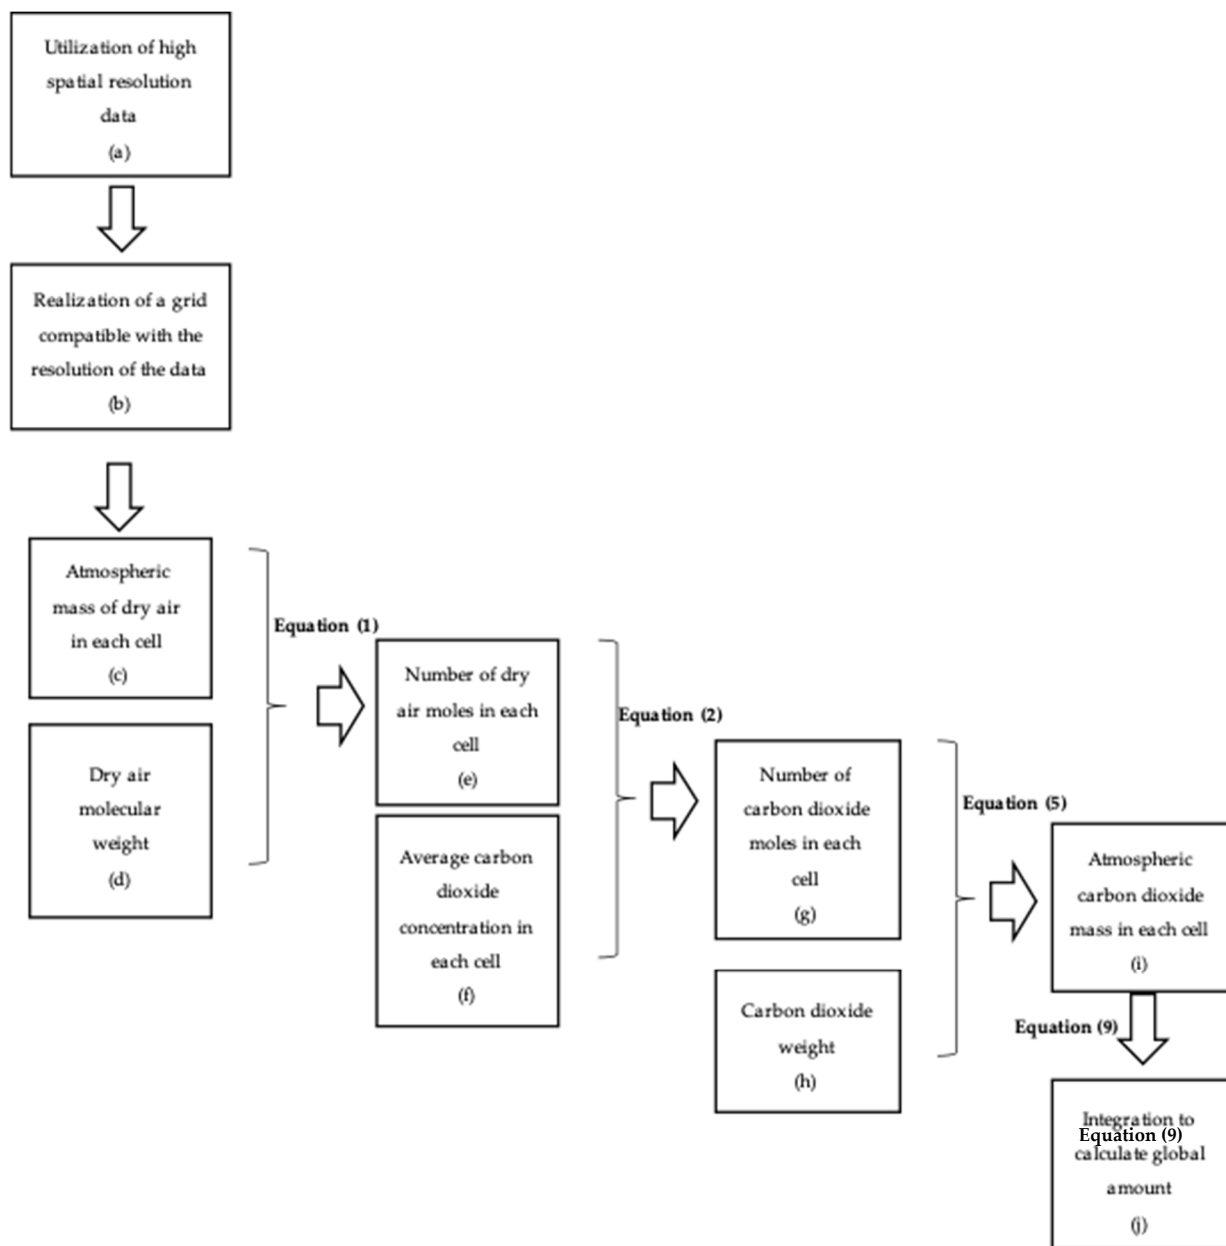 Utilization of high
spatial resolution
data
(a)
Realization of a grid
compatible with the
resolution of the data
(b)
Atmospheric
mass of dry air
in each cell
(c)
Dry air
molecular
weight
(d)
Equation (1)
Number of dry
air moles in each
cell
(e)
Average carbon
dioxide
concentration in
each cell
(f)
Equation (2)
Number of
carbon dioxide
moles in each
cell
(g)
Carbon dioxide
weight
(h)
Equation (5)
Atmospheric
carbon dioxide
mass in each cell
(i)
Equation (9)
Integration to
Equation (9)
calculate global
amount
(j)